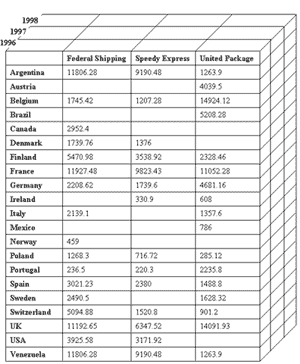 1998
1997
1996
Federal Shipping Speedy Express United Package
Argentina 11806.28 9190.48 1263.9
Austria 4039.5
Belgium 1745.42 1207.28 14924.12
Brazil 5208.28
Canada 2952.4
Denmark 1739.76 1376
Finland 5470.98 3538.92 2328.46
France 11927.48 9823.43 11052.28
Germany 2208.62 1739.6 4681.16
Ireland 330.9 608
Italy 2139.1 1357.6
Mexico 786
Norway 459
Poland 1268.3 716.72 285.12
Portugal 236.5 220.3 2235.8
Spain 3021.23 2380 1488.8
Sweden 2490.5 1628.32
Switzerland 5094.88 1520.8 901.2
UK 11192.65 6347.52 14091.93
USA 3925.58 3171.92
Venezuela 11806.28 9190.48 1263.9